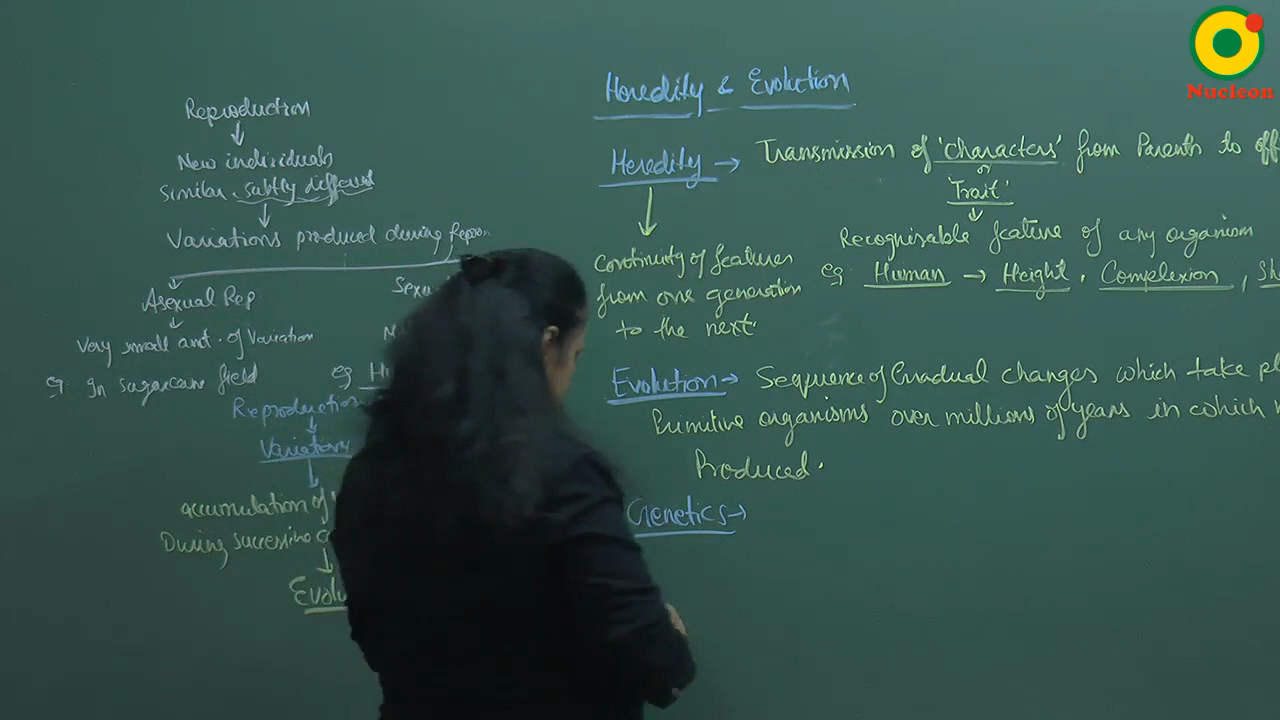 Nucleon
Reproduction
New individuals
Similar, subtly different
Variations produced during Repro
Asexual Rep
Sexu
Very small amt. of Variation
eg In Sugarcane field
eg Hu
Reproduction
Variations
accumulation of
During successive
Evolu
Heredity & Evolution
Heredity → Transmission of 'characters' from Parents to off
or
'Trait'
Recognisable feature of any organism
eg Human → Height, Complexion, Sh
continuity of features
from one generation
to the next.
Evolution → Sequence of Gradual changes which take pl
Primitive organisms over millions of years in which
Produced.
Genetics →